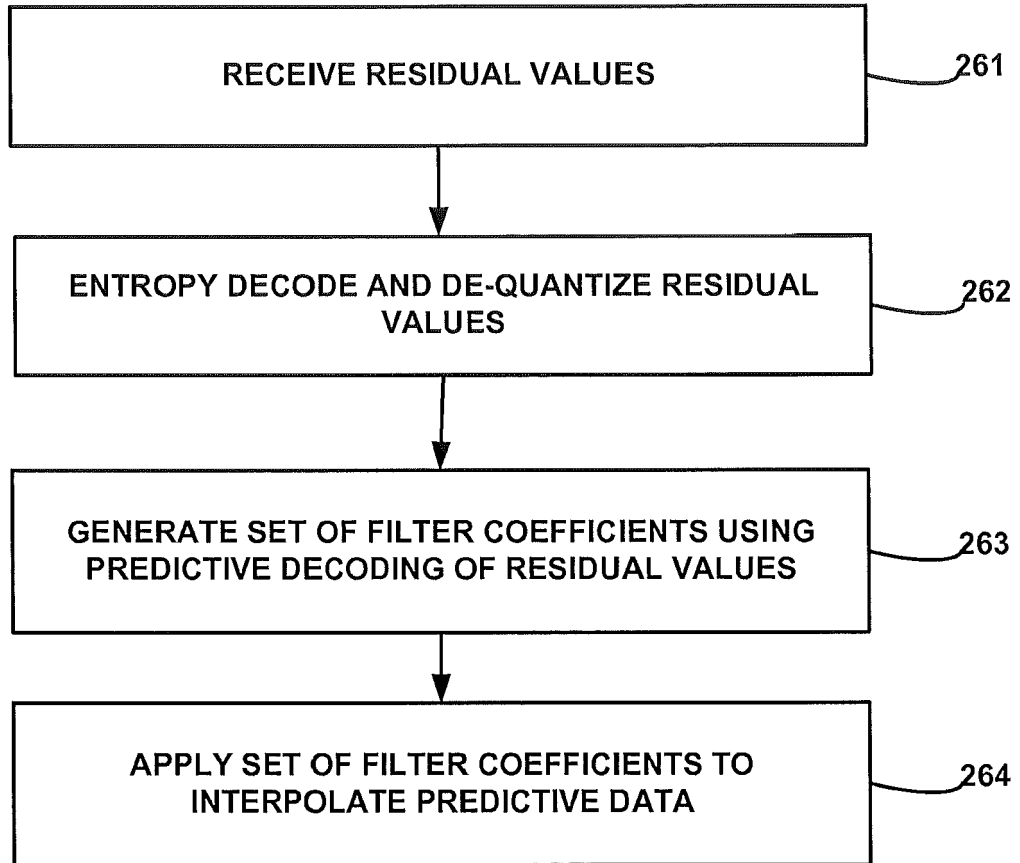 RECEIVE RESIDUAL VALUES
261
ENTROPY DECODE AND DE-QUANTIZE RESIDUAL
VALUES
262
GENERATE SET OF FILTER COEFFICIENTS USING
PREDICTIVE DECODING OF RESIDUAL VALUES
263
APPLY SET OF FILTER COEFFICIENTS TO
INTERPOLATE PREDICTIVE DATA
264